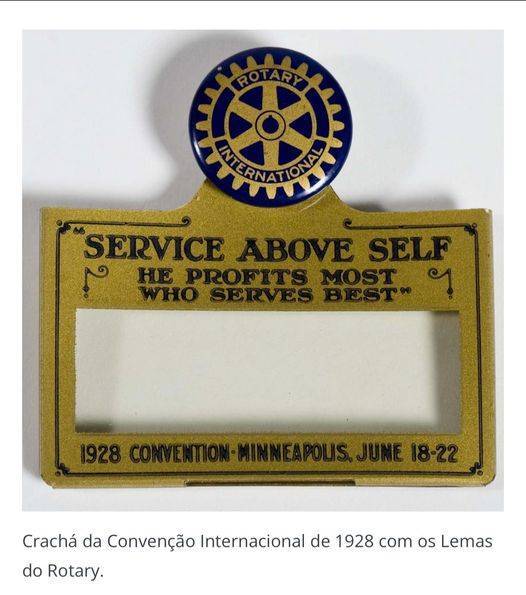 ROTARY
INTERNATIONAL
"SERVICE ABOVE SELF
HE PROFITS MOST
WHO SERVES BEST"
1928 CONVENTION·MINNEAPOLIS, JUNE 18-22
Crachá da Convenção Internacional de 1928 com os Lemas
do Rotary.